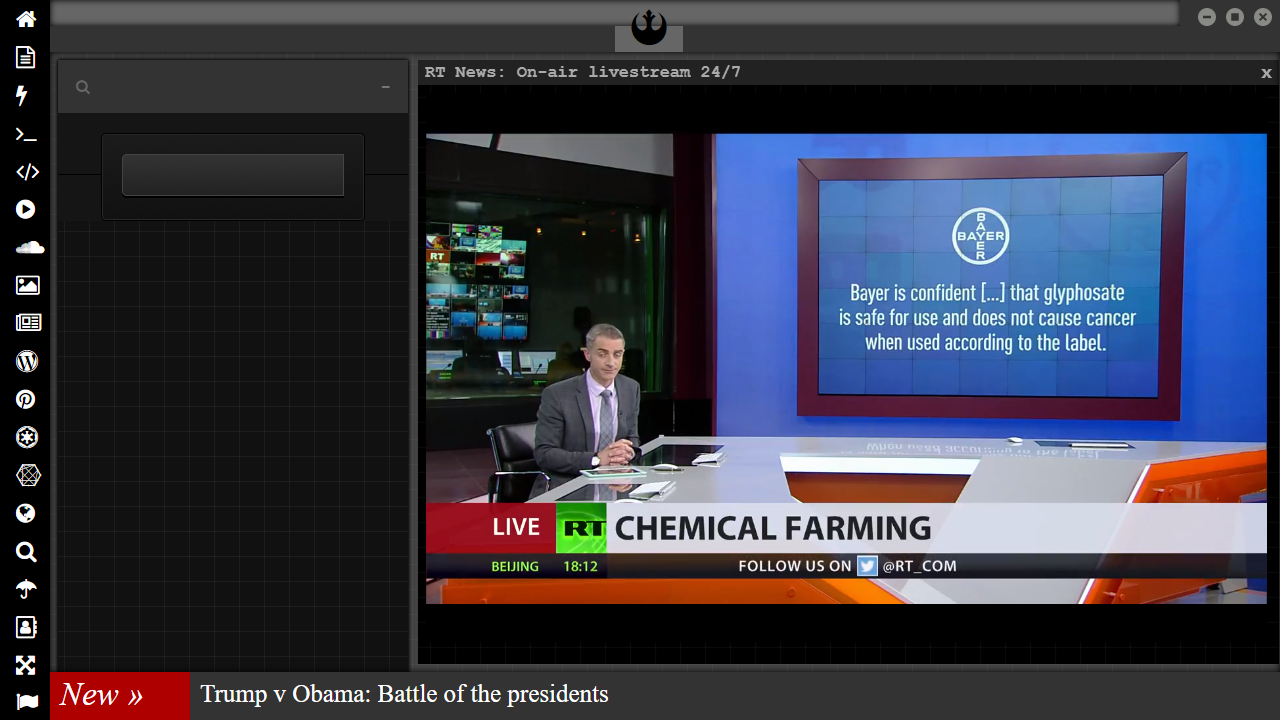 RT News: On-air livestream 24/7
x
RT
BAYER
BAYER
Bayer is confident [...] that glyphosate
is safe for use and does not cause cancer
when used according to the label.
LIVE RT CHEMICAL FARMING
BEIJING 18:12 FOLLOW US ON @RT_COM
New » Trump v Obama: Battle of the presidents